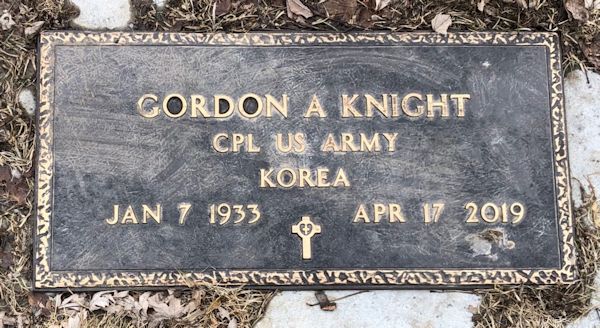 GORDON A KNIGHT
CPL US ARMY
KOREA
JAN 7 1933 APR 17 2019